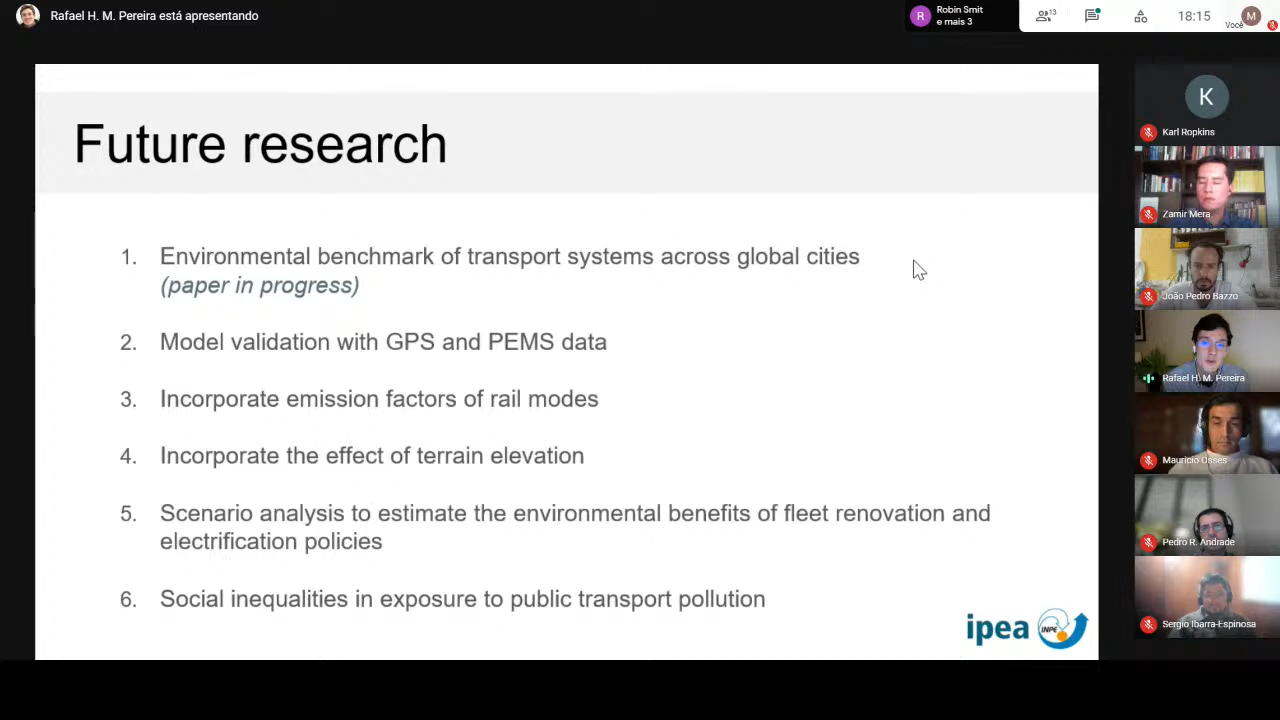 Rafael H. M. Pereira está apresentando
R
Robin Smit
e mais 3
13
18:15
Você
M
Future research
1. Environmental benchmark of transport systems across global cities
(paper in progress)
2. Model validation with GPS and PEMS data
3. Incorporate emission factors of rail modes
4. Incorporate the effect of terrain elevation
5. Scenario analysis to estimate the environmental benefits of fleet renovation and
electrification policies
6. Social inequalities in exposure to public transport pollution
ipea INPE
K
Karl Ropkins
Zamir Mera
João Pedro Bazzo
Rafael H. M. Pereira
Mauricio Osses
Pedro R. Andrade
Sergio Ibarra-Espinosa